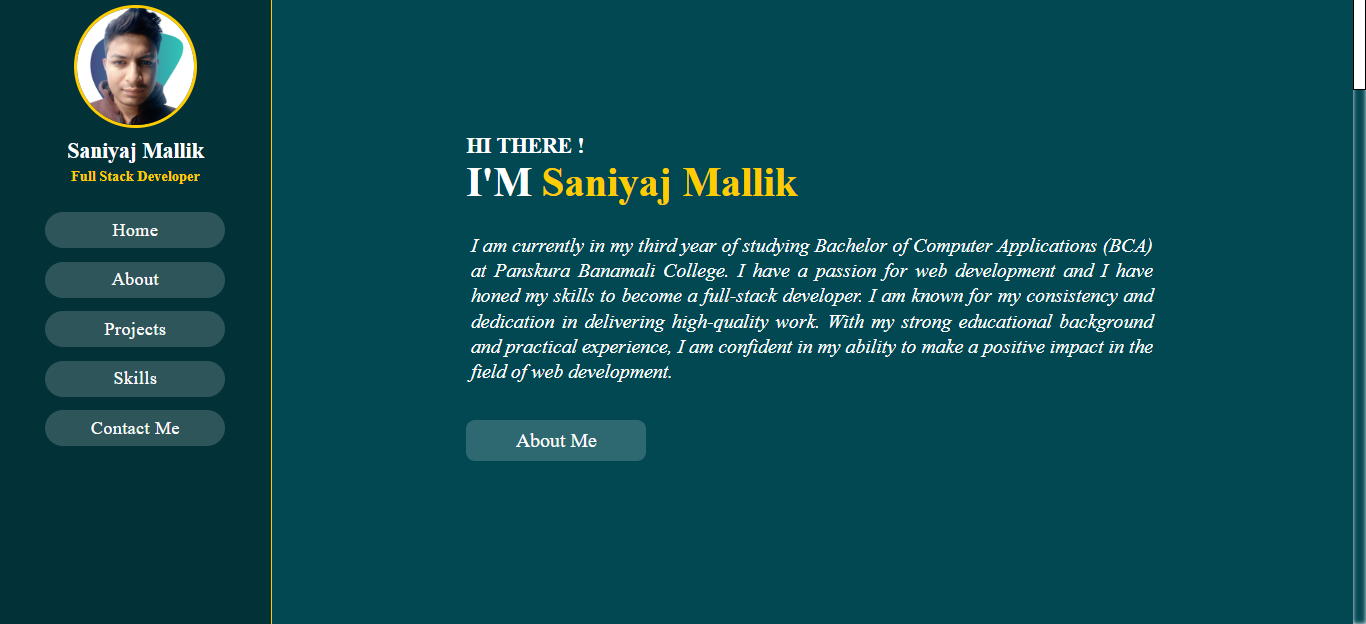 Saniyaj Mallik
Full Stack Developer
Home
About
Projects
Skills
Contact Me
HI THERE !
I'M Saniyaj Mallik
I am currently in my third year of studying Bachelor of Computer Applications (BCA)
at Panskura Banamali College. I have a passion for web development and I have
honed my skills to become a full-stack developer. I am known for my consistency and
dedication in delivering high-quality work. With my strong educational background
and practical experience, I am confident in my ability to make a positive impact in the
field of web development.
About Me